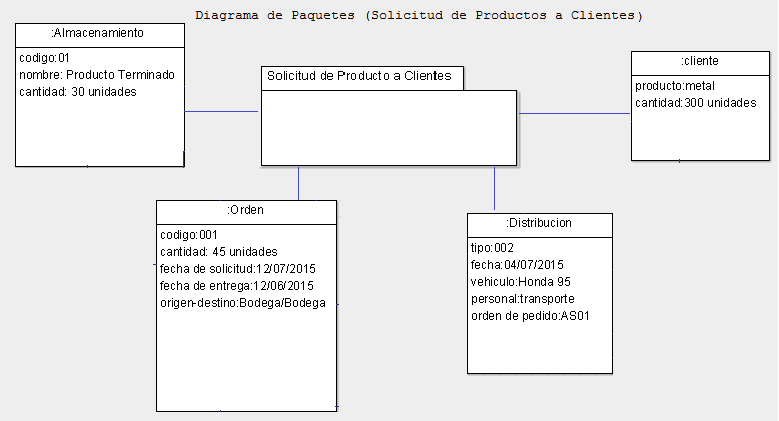 Diagrama de Paquetes (Solicitud de Productos a Clientes)
:Almacenamiento
codigo:01
nombre: Producto Terminado
cantidad: 30 unidades
Solicitud de Producto a Clientes
:cliente
producto:metal
cantidad:300 unidades
:Orden
codigo:001
cantidad: 45 unidades
fecha de solicitud:12/07/2015
fecha de entrega:12/06/2015
origen-destino:Bodega/Bodega
:Distribucion
tipo:002
fecha:04/07/2015
vehiculo:Honda 95
personal:transporte
orden de pedido:AS01